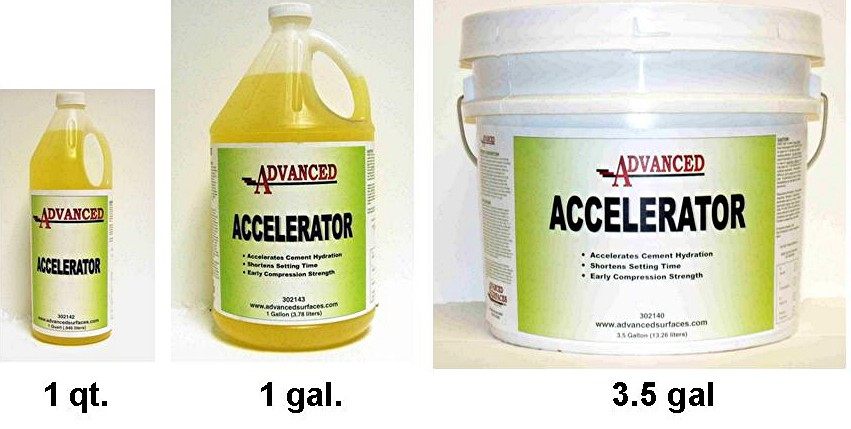 ADVANCED
ACCELERATOR
302142
1 Quart (.946 liters)
1 qt.
ADVANCED
ACCELERATOR
• Accelerates Cement Hydration
• Shortens Setting Time
• Early Compression Strength
302143
www.advancedsurfaces.com
1 Gallon (3.78 liters)
1 gal.
ADVANCED
ACCELERATOR
• Accelerates Cement Hydration
• Shortens Setting Time
• Early Compression Strength
302140
www.advancedsurfaces.com
3.5 Gallon (13.26 liters)
ADVANCED
SURFACES
3.5 gal